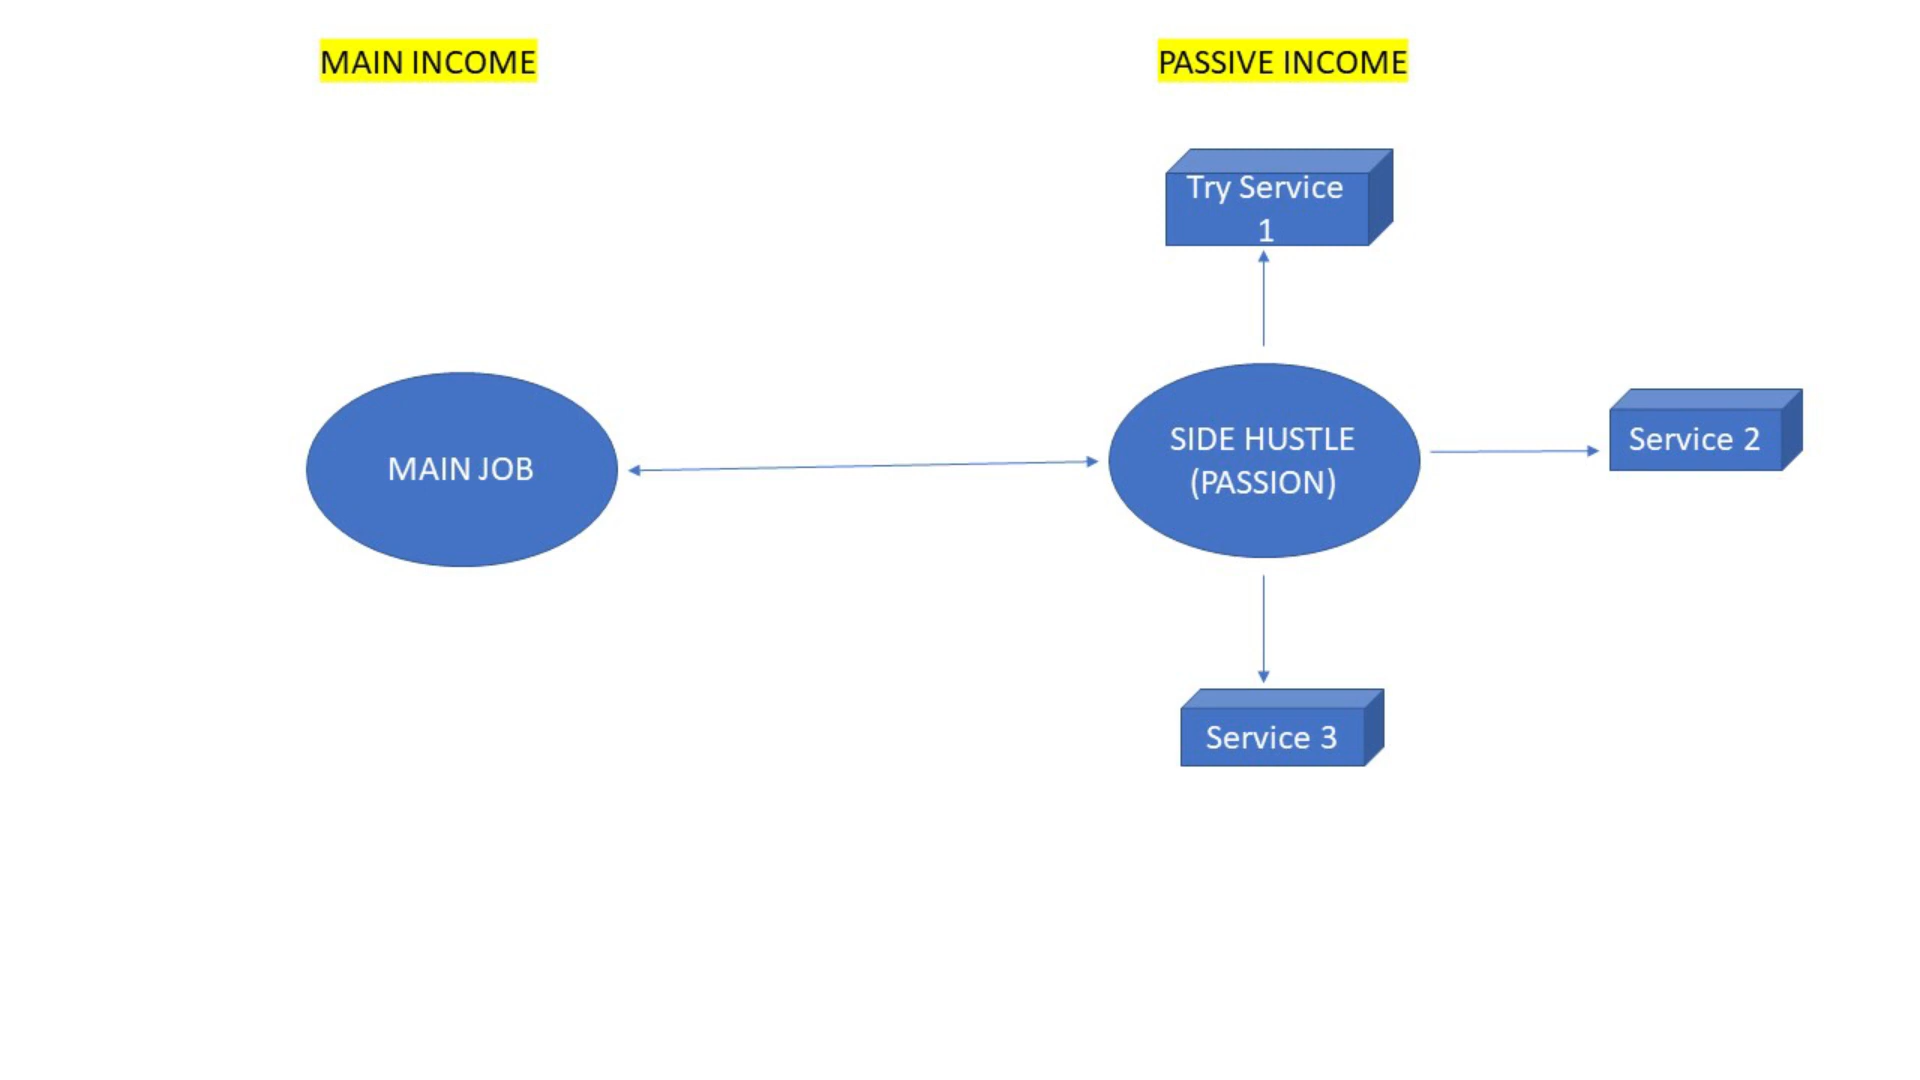 MAIN INCOME
PASSIVE INCOME
Try Service
1
MAIN JOB
SIDE HUSTLE
(PASSION)
Service 2
Service 3